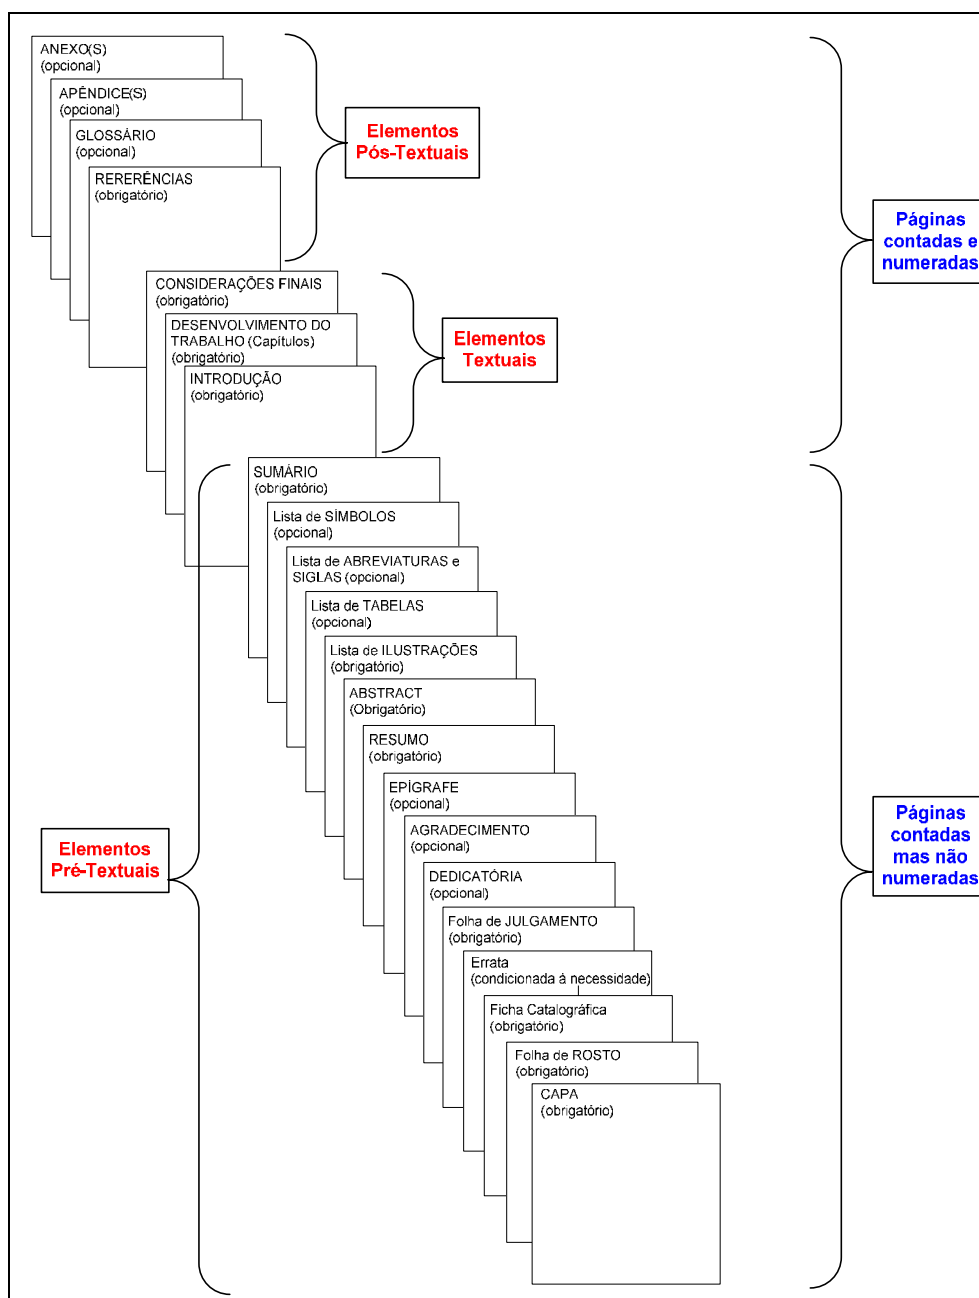 ANEXO(S)
(opcional)
APÊNDICE(S)
(opcional)
GLOSSÁRIO
(opcional)
RERERÊNCIAS
(obrigatório)
Elementos
Pós-Textuais
Páginas
contadas e
numeradas
CONSIDERAÇÕES FINAIS
(obrigatório)
DESENVOLVIMENTO DO
TRABALHO (Capítulos)
(obrigatório)
INTRODUÇÃO
(obrigatório)
Elementos
Textuais
SUMÁRIO
(obrigatório)
Lista de SÍMBOLOS
(opcional)
Lista de ABREVIATURAS e
SIGLAS (opcional)
Lista de TABELAS
(opcional)
Lista de ILUSTRAÇÕES
(obrigatório)
ABSTRACT
(Obrigatório)
RESUMO
(obrigatório)
EPÍGRAFE
(opcional)
AGRADECIMENTO
(opcional)
DEDICATÓRIA
(opcional)
Folha de JULGAMENTO
(obrigatório)
Errata
(condicionada à necessidade)
Ficha Catalográfica
(obrigatório)
Folha de ROSTO
(obrigatório)
CAPA
(obrigatório)
Elementos
Pré-Textuais
Páginas
contadas
mas não
numeradas